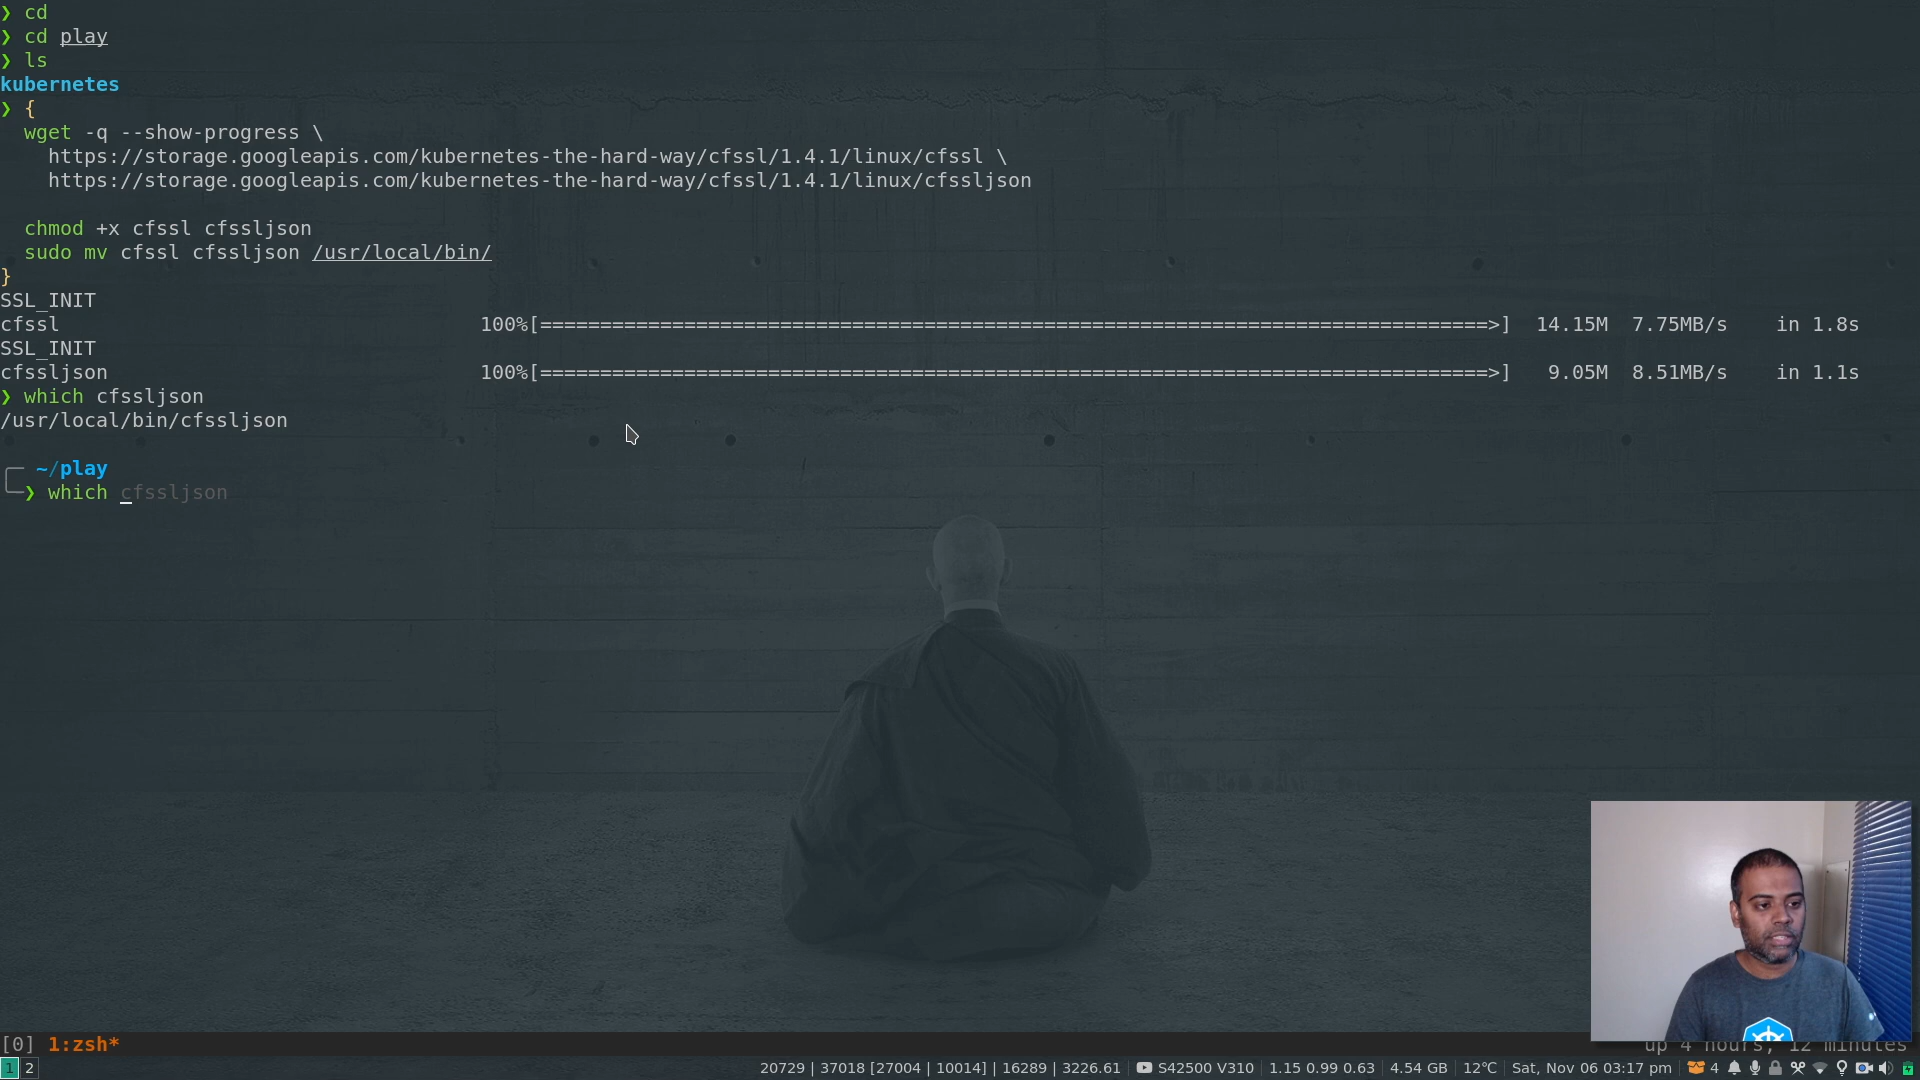 ❯ cd
❯ cd play
❯ ls
kubernetes
❯ {
  wget -q --show-progress \
    https://storage.googleapis.com/kubernetes-the-hard-way/cfssl/1.4.1/linux/cfssl \
    https://storage.googleapis.com/kubernetes-the-hard-way/cfssl/1.4.1/linux/cfssljson

  chmod +x cfssl cfssljson
  sudo mv cfssl cfssljson /usr/local/bin/
}
SSL_INIT
cfssl 100%[===============================================================================>] 14.15M 7.75MB/s in 1.8s
SSL_INIT
cfssljson 100%[===============================================================================>] 9.05M 8.51MB/s in 1.1s
❯ which cfssljson
/usr/local/bin/cfssljson

~/play
❯ which cfssljson
[0] 1:zsh* up 4 hours, 12 minutes
1 2 20729 | 37018 [27004 | 10014] | 16289 | 3226.61 S42500 V310 1.15 0.99 0.63 4.54 GB 12℃ Sat, Nov 06 03:17 pm 4